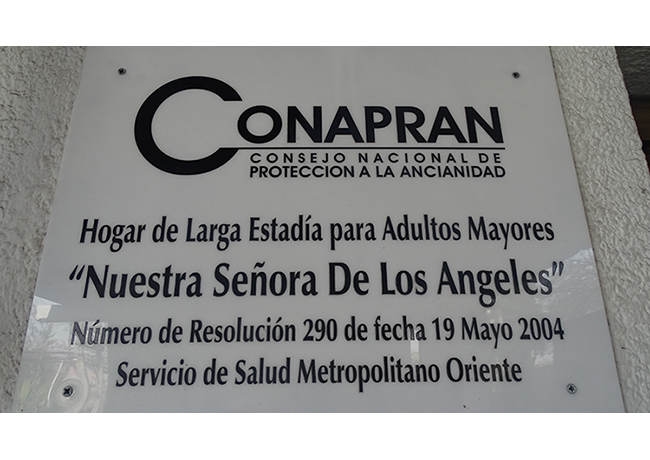 CONAPRAN
CONSEJO NACIONAL DE
PROTECCION A LA ANCIANIDAD
Hogar de Larga Estadía para Adultos Mayores
“Nuestra Señora De Los Angeles”
Número de Resolución 290 de fecha 19 Mayo 2004
Servicio de Salud Metropolitano Oriente